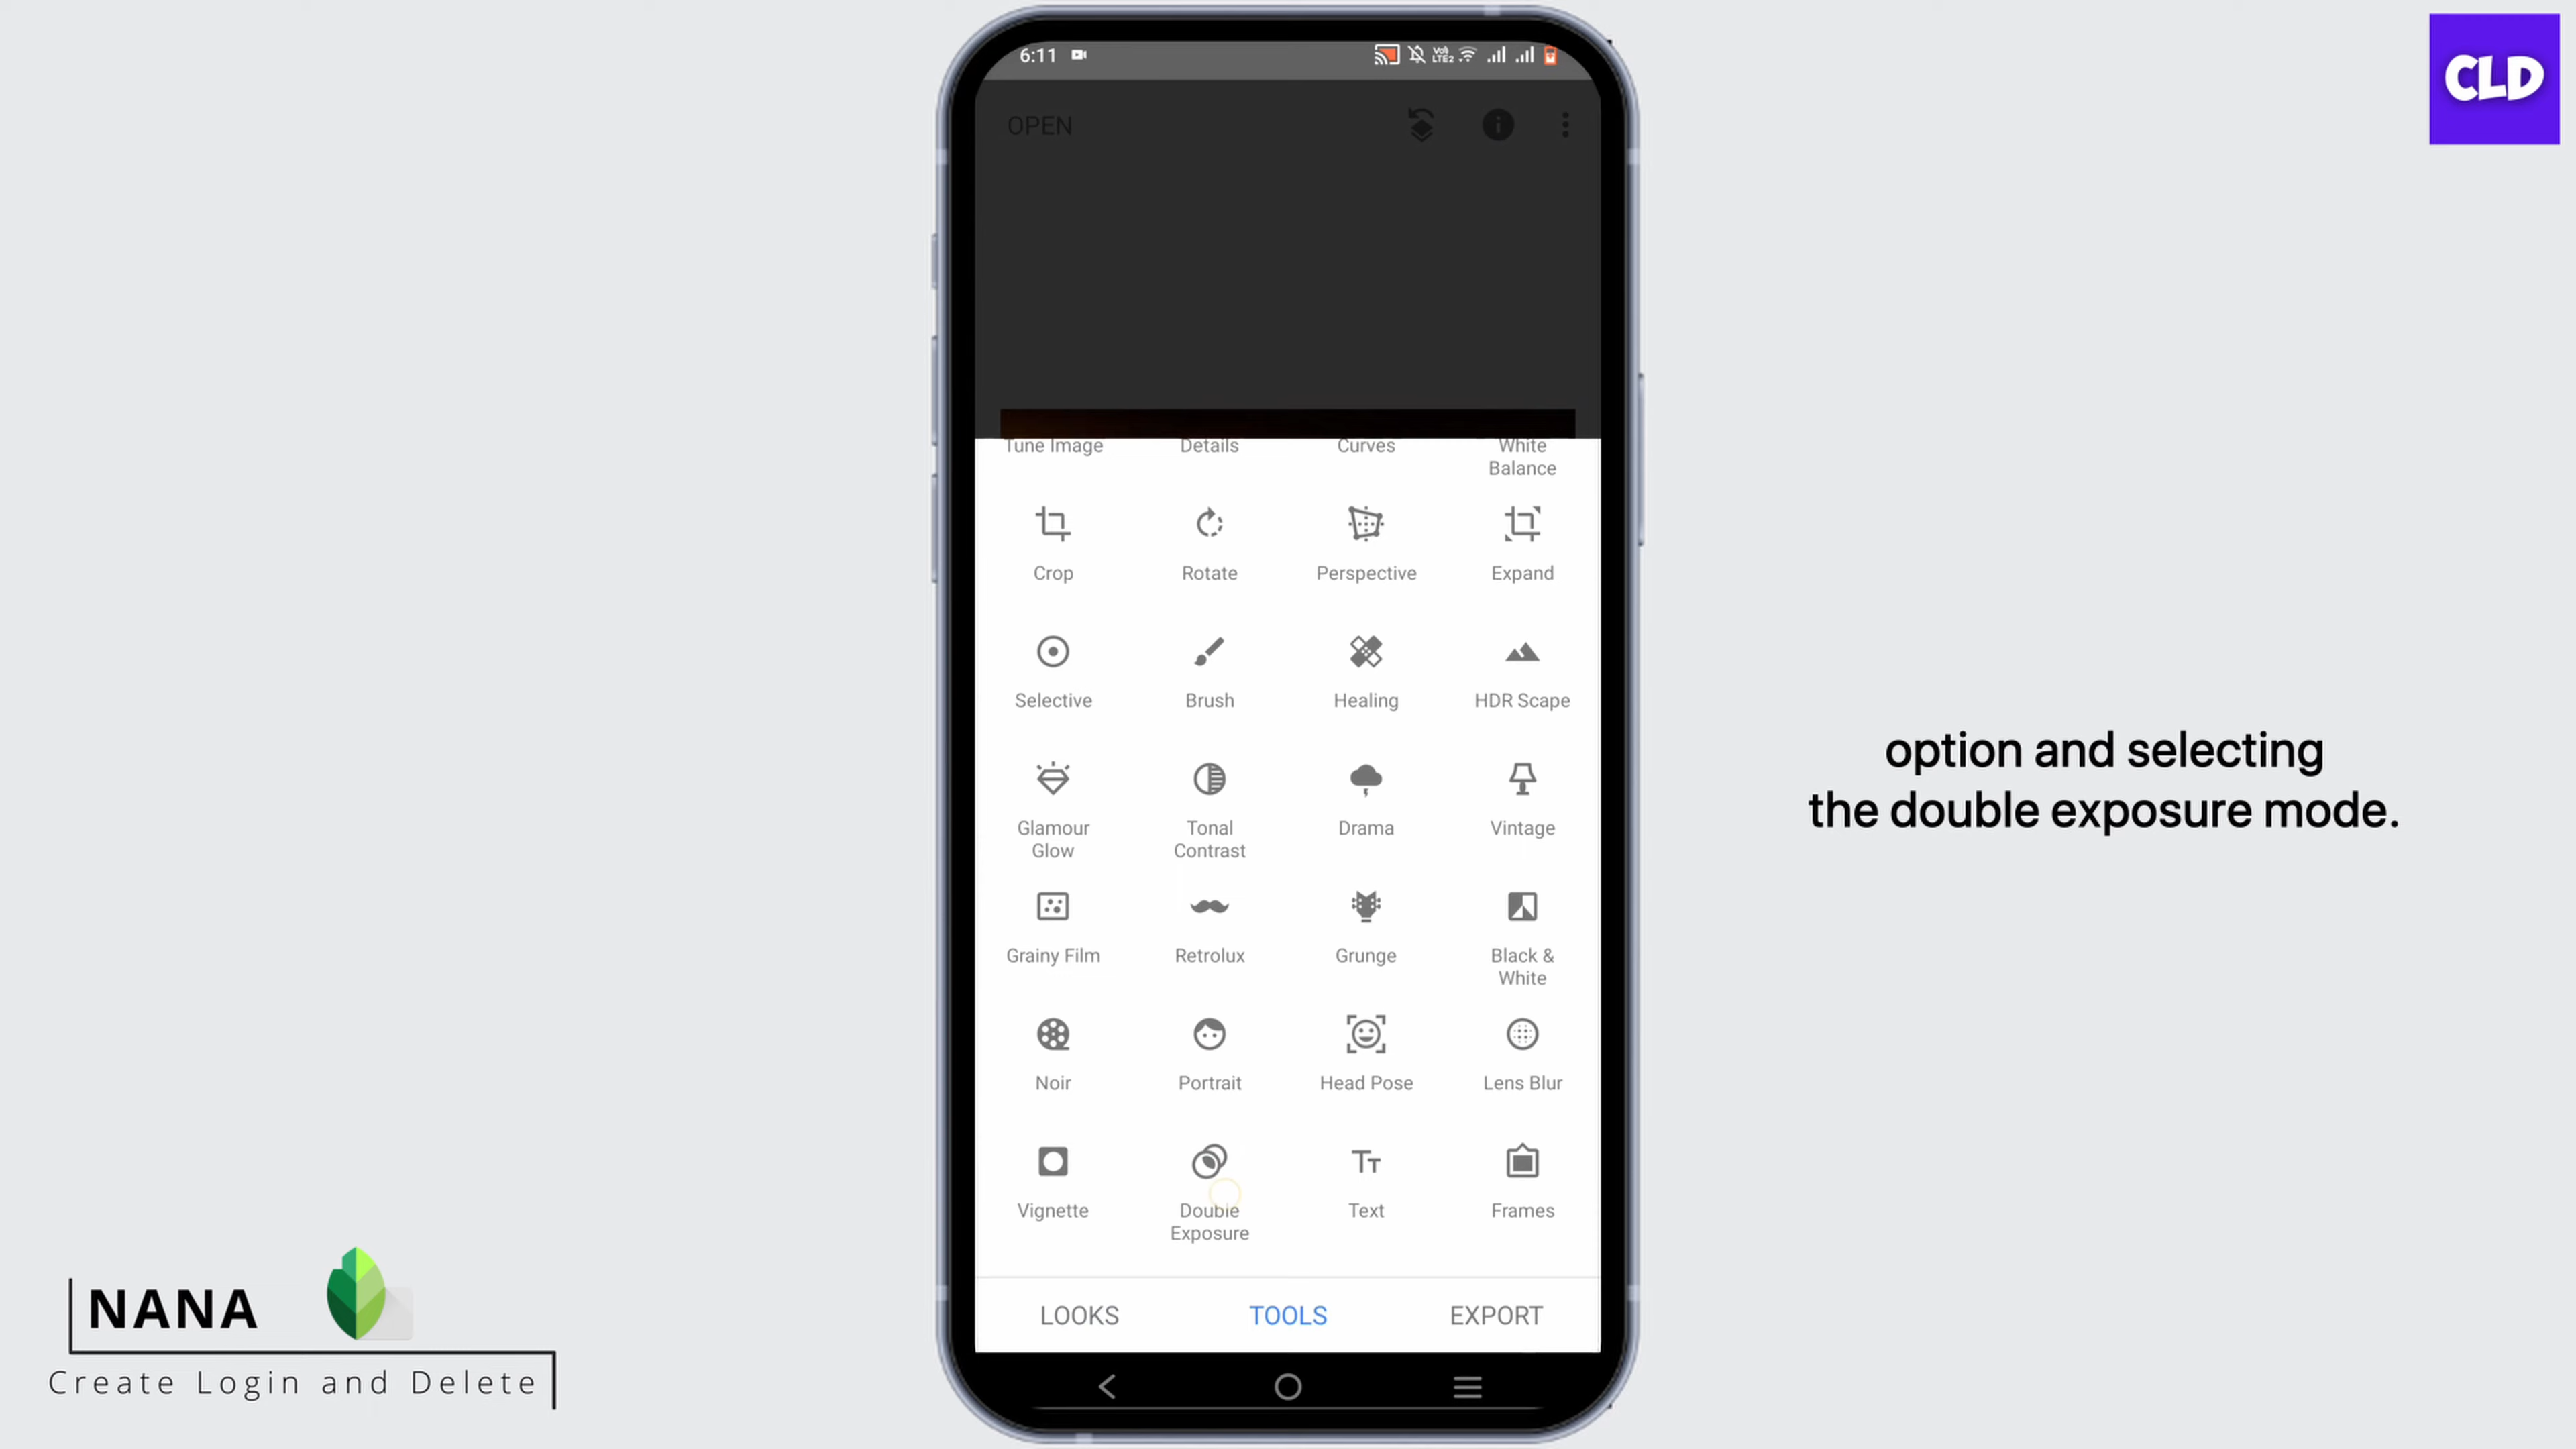 CLD
6:11
Vo)
LTE2
OPEN
Tune Image
Details
Curves
White
Balance
Crop
Rotate
Perspective
Expand
Selective
Brush
Healing
HDR Scape
Glamour
Glow
Tonal
Contrast
Drama
Vintage
Grainy Film
Retrolux
Grunge
Black &
White
Noir
Portrait
Head Pose
Lens Blur
Vignette
Double
Exposure
Text
Frames
LOOKS
TOOLS
EXPORT
option and selecting
the double exposure mode.
NANA
Create Login and Delete